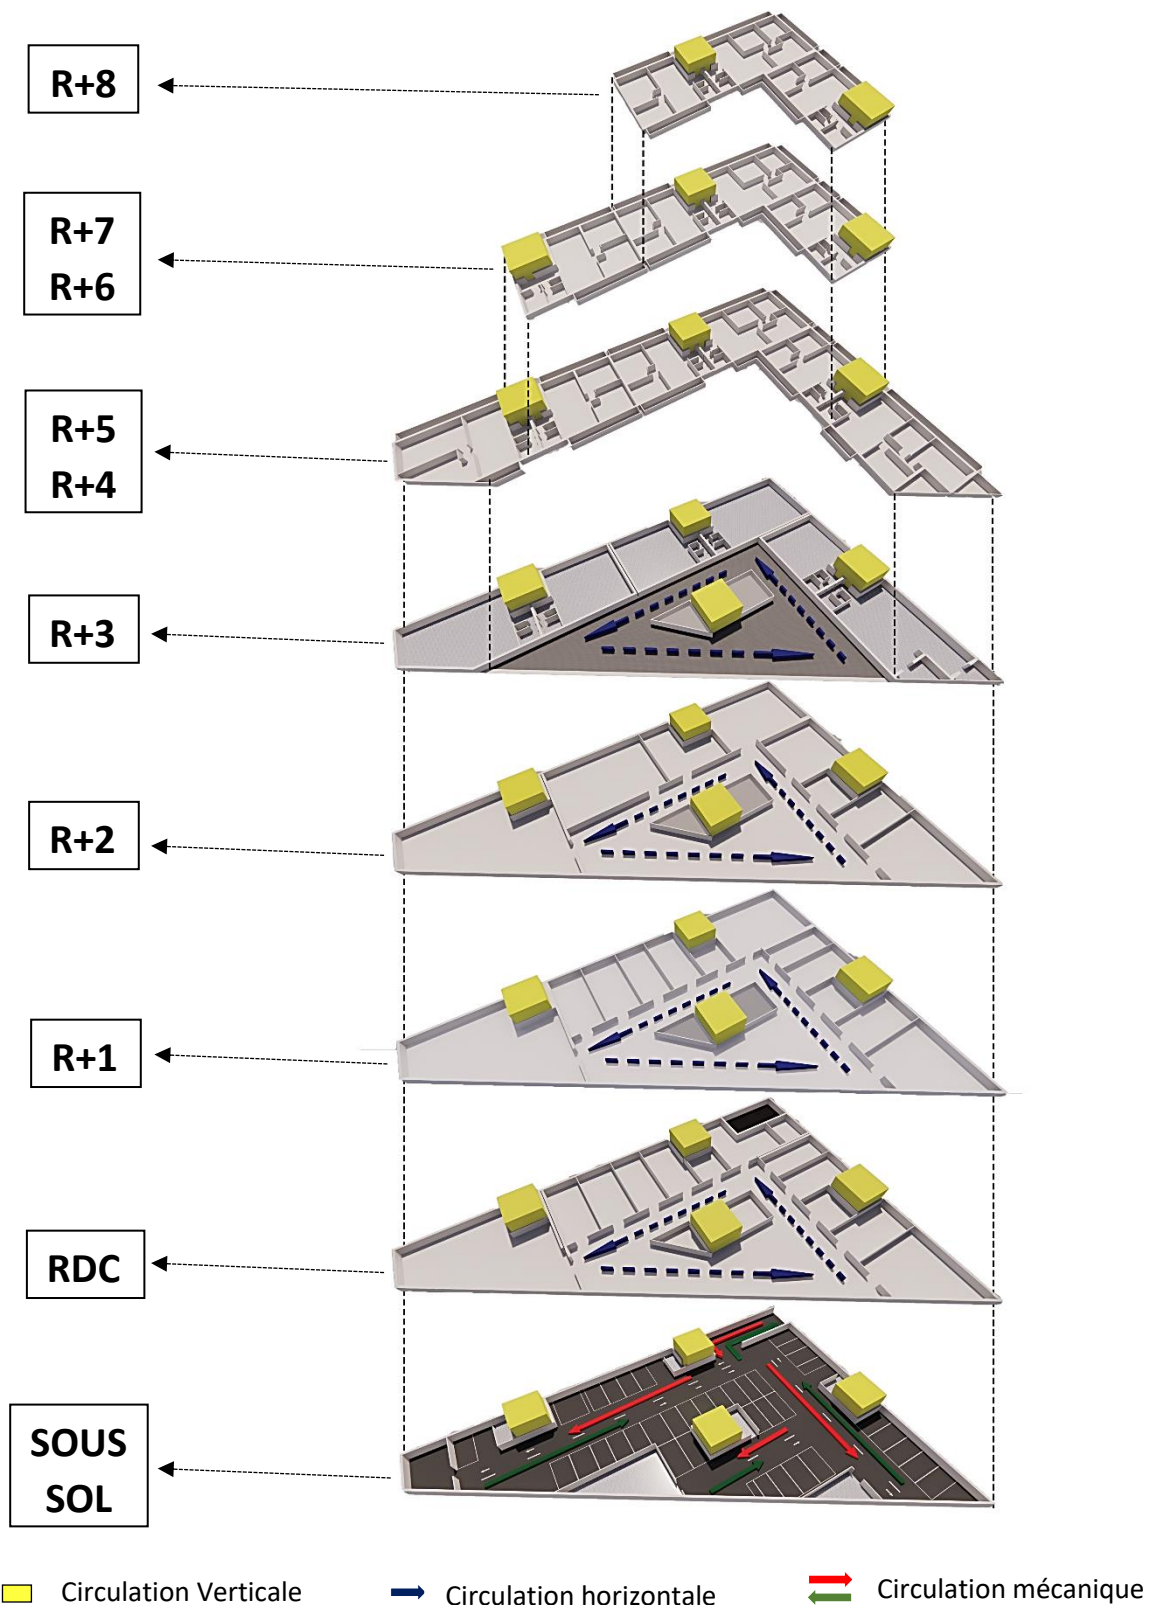 R+8
R+7
R+6
R+5
R+4
R+3
R+2
R+1
RDC
SOUS
SOL
Circulation Verticale
Circulation horizontale
Circulation mécanique